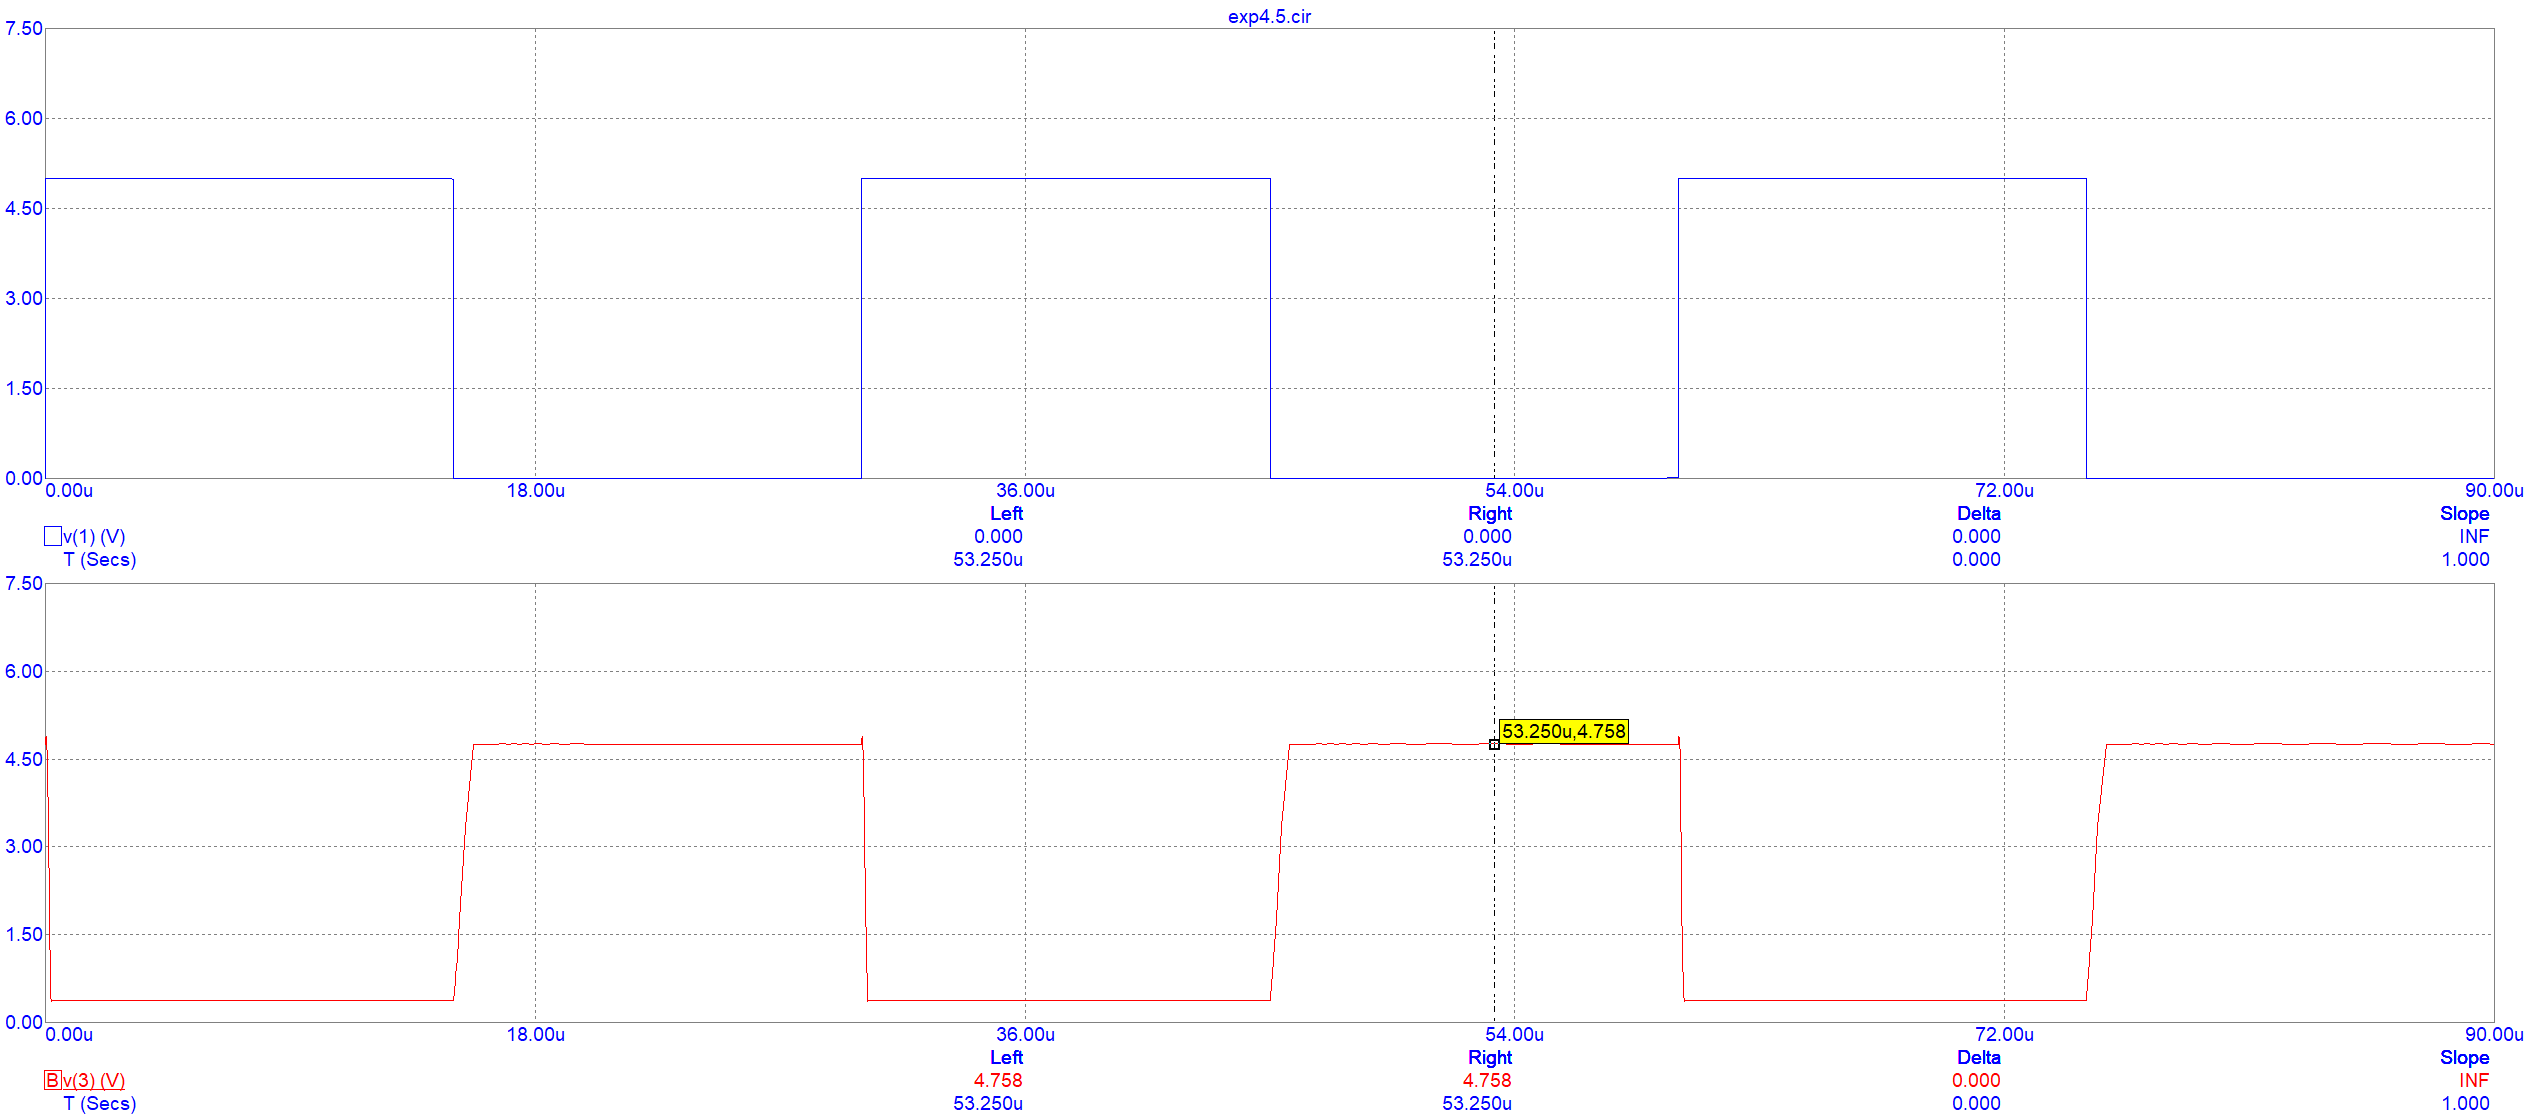 exp4.5.cir
7.50
6.00
4.50
3.00
1.50
0.00
0.00u 18.00u 36.00u 54.00u 72.00u 90.00u
Left Right Delta Slope
v(1) (V) 0.000 0.000 0.000 INF
T (Secs) 53.250u 53.250u 0.000 1.000
7.50
6.00
53.250u,4.758
4.50
3.00
1.50
0.00
0.00u 18.00u 36.00u 54.00u 72.00u 90.00u
Left Right Delta Slope
B v(3) (V) 4.758 4.758 0.000 INF
T (Secs) 53.250u 53.250u 0.000 1.000